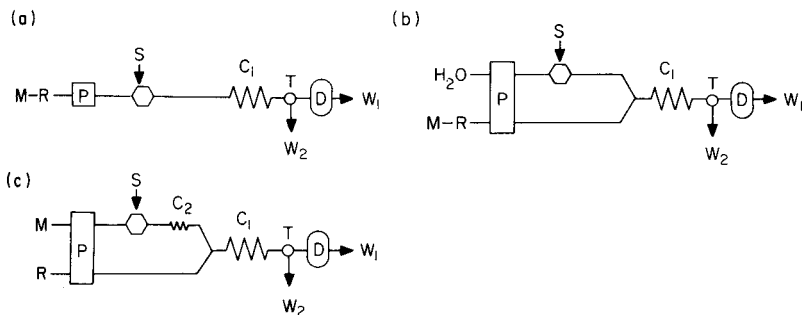 (a)
S
M-R P C₁ T D W₁
W₂
(b)
S
H₂O C₁ T
P D W₁
M-R W₂
(c)
S
M C₂ C₁ T
P D W₁
R W₂